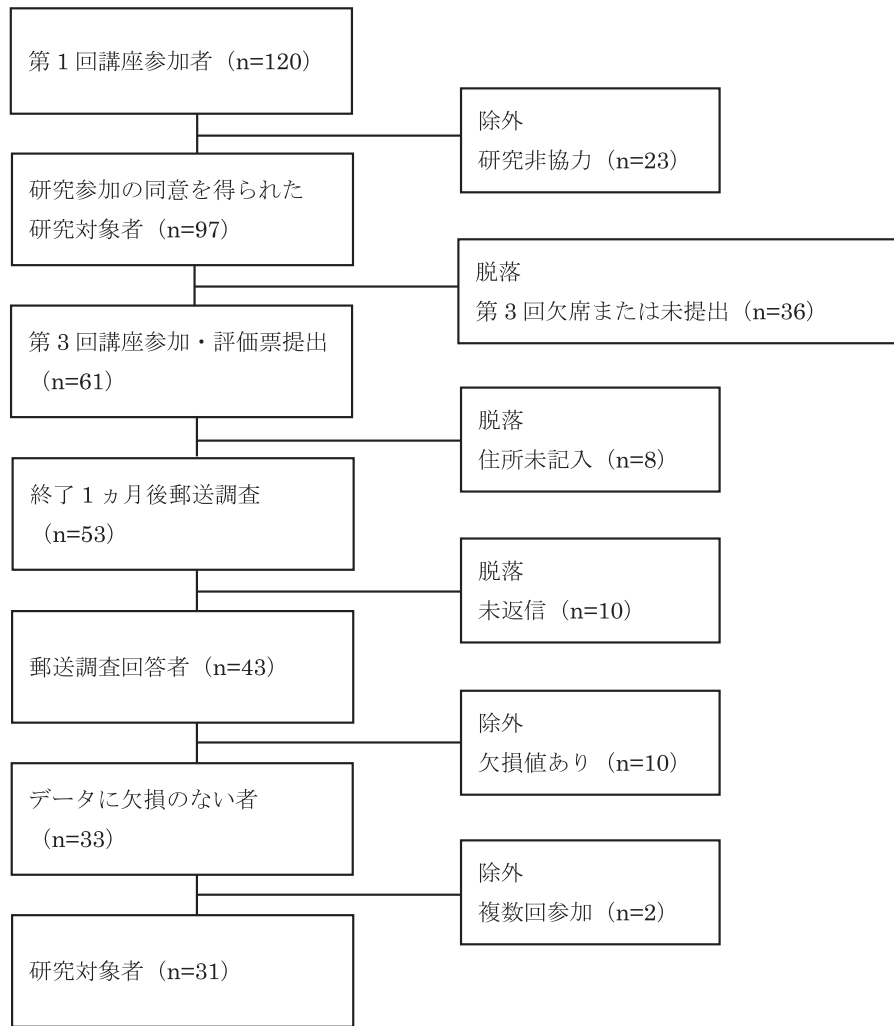 第1回講座参加者（n=120）
除外
研究非協力（n=23）
研究参加の同意を得られた
研究対象者（n=97）
脱落
第3回欠席または未提出（n=36）
第3回講座参加・評価票提出
（n=61）
脱落
住所未記入（n=8）
終了1ヵ月後郵送調査
（n=53）
脱落
未返信（n=10）
郵送調査回答者（n=43）
除外
欠損値あり（n=10）
データに欠損のない者
（n=33）
除外
複数回参加（n=2）
研究対象者（n=31）